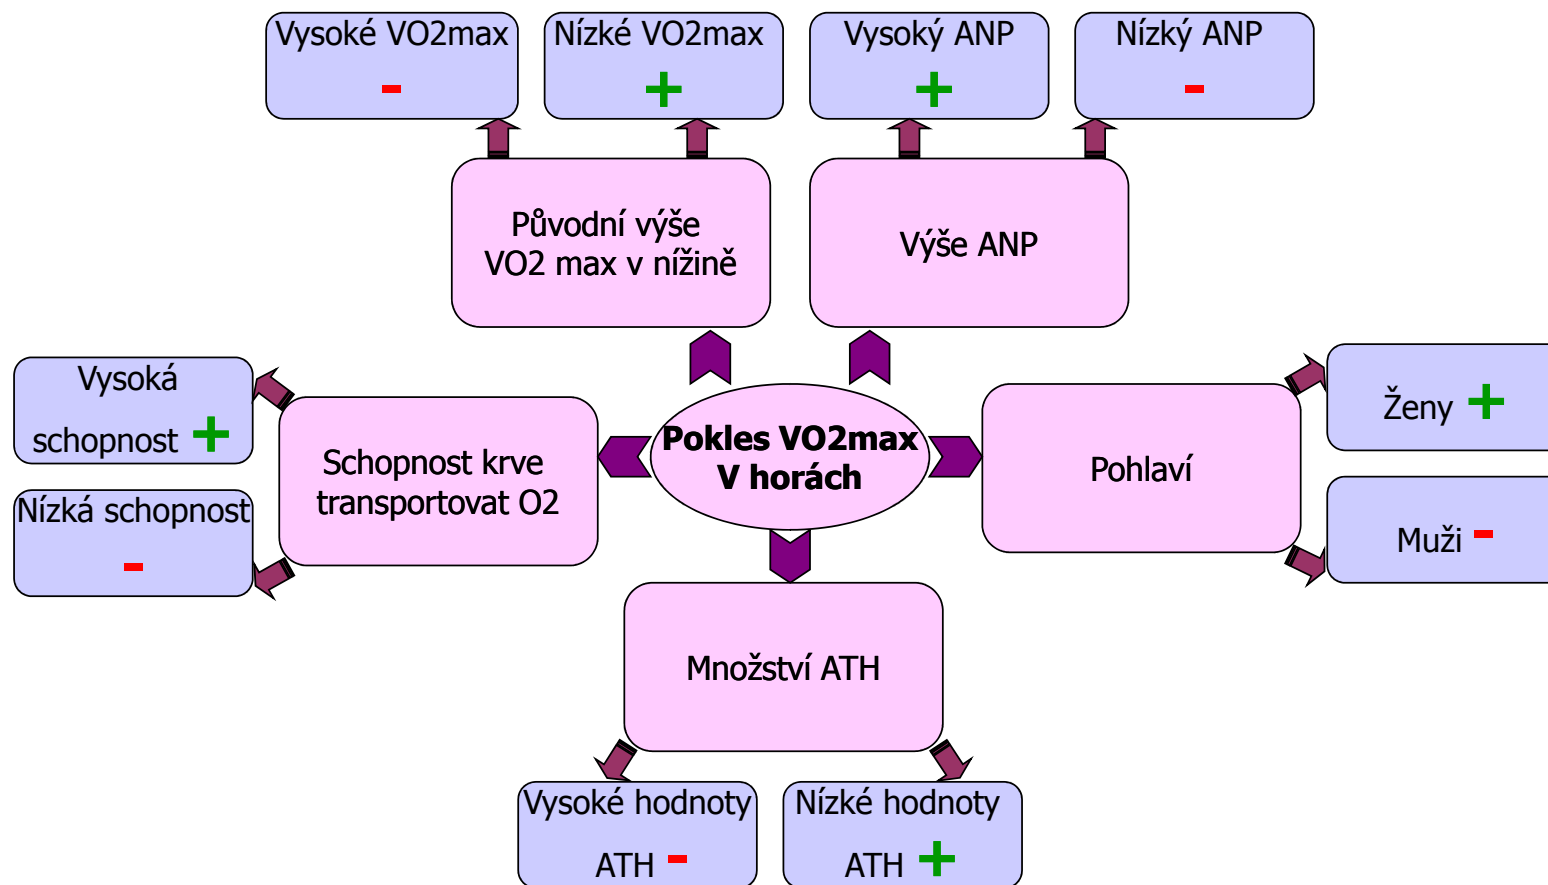 Vysoké VO2max
-
Nízké VO2max
+
Vysoký ANP
+
Nízký ANP
-
Původní výše
VO2 max v nížině
Výše ANP
Vysoká
schopnost +
Nízká schopnost
-
Schopnost krve
transportovat O2
Pokles VO2max
V horách
Pohlaví
Ženy +
Muži -
Množství ATH
Vysoké hodnoty
ATH -
Nízké hodnoty
ATH +